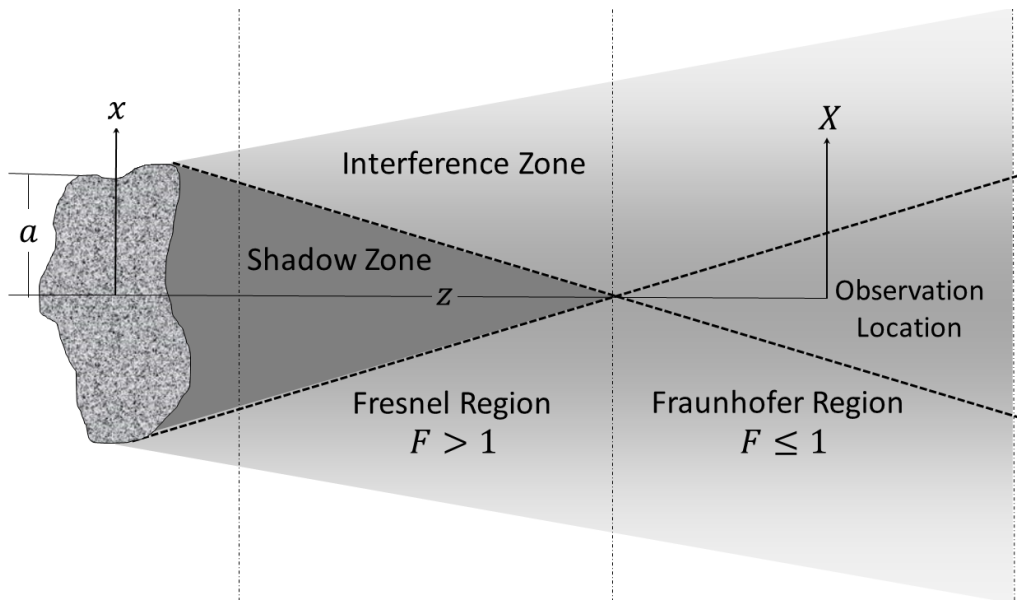 x
X
Interference Zone
a
Shadow Zone
z
Observation
Location
Fresnel Region
F > 1
Fraunhofer Region
F ≤ 1